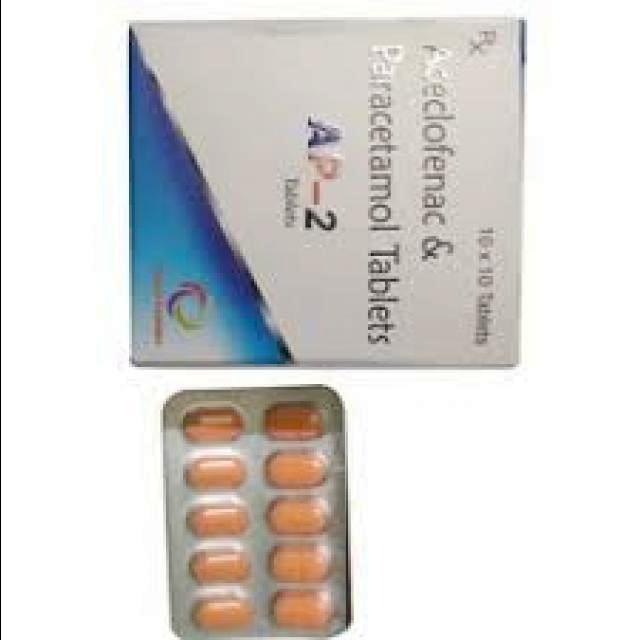 Rx
10 x 10 Tablets
Aceclofenac &
Paracetamol Tablets
AP-2
Tablets